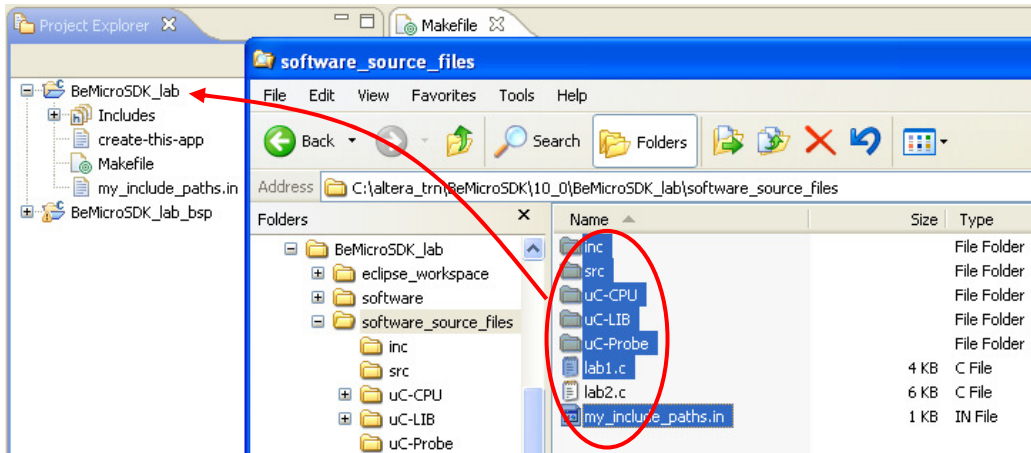 Project Explorer
Makefile
BeMicroSDK_lab
Includes
create-this-app
Makefile
my_include_paths.in
BeMicroSDK_lab_bsp
software_source_files
File Edit View Favorites Tools Help
Back Search Folders
Address C:\altera_trn\BeMicroSDK\10_0\BeMicroSDK_lab\software_source_files
Folders
BeMicroSDK_lab
eclipse_workspace
software
software_source_files
inc
src
uC-CPU
uC-LIB
uC-Probe
Name Size Type
inc File Folder
src File Folder
uC-CPU File Folder
uC-LIB File Folder
uC-Probe File Folder
lab1.c 4 KB C File
lab2.c 6 KB C File
my_include_paths.in 1 KB IN File